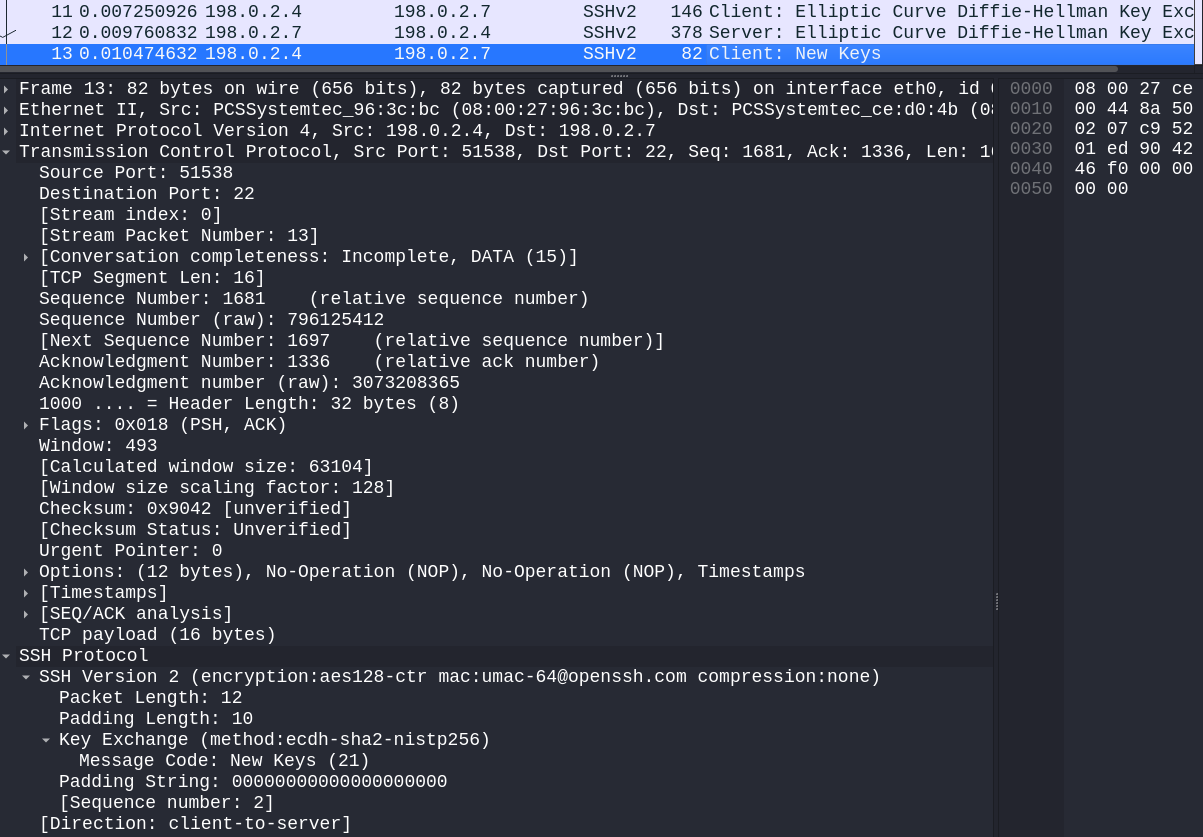 11 0.007250926 198.0.2.4 198.0.2.7 SSHv2 146 Client: Elliptic Curve Diffie-Hellman Key Exc
12 0.009760832 198.0.2.7 198.0.2.4 SSHv2 378 Server: Elliptic Curve Diffie-Hellman Key Exc
13 0.010474632 198.0.2.4 198.0.2.7 SSHv2 82 Client: New Keys
Frame 13: 82 bytes on wire (656 bits), 82 bytes captured (656 bits) on interface eth0, id
Ethernet II, Src: PCSSystemtec_96:3c:bc (08:00:27:96:3c:bc), Dst: PCSSystemtec_ce:d0:4b (08
Internet Protocol Version 4, Src: 198.0.2.4, Dst: 198.0.2.7
Transmission Control Protocol, Src Port: 51538, Dst Port: 22, Seq: 1681, Ack: 1336, Len: 16
Source Port: 51538
Destination Port: 22
[Stream index: 0]
[Stream Packet Number: 13]
[Conversation completeness: Incomplete, DATA (15)]
[TCP Segment Len: 16]
Sequence Number: 1681    (relative sequence number)
Sequence Number (raw): 796125412
[Next Sequence Number: 1697    (relative sequence number)]
Acknowledgment Number: 1336    (relative ack number)
Acknowledgment number (raw): 3073208365
1000 .... = Header Length: 32 bytes (8)
Flags: 0x018 (PSH, ACK)
Window: 493
[Calculated window size: 63104]
[Window size scaling factor: 128]
Checksum: 0x9042 [unverified]
[Checksum Status: Unverified]
Urgent Pointer: 0
Options: (12 bytes), No-Operation (NOP), No-Operation (NOP), Timestamps
[Timestamps]
[SEQ/ACK analysis]
TCP payload (16 bytes)
SSH Protocol
SSH Version 2 (encryption:aes128-ctr mac:umac-64@openssh.com compression:none)
Packet Length: 12
Padding Length: 10
Key Exchange (method:ecdh-sha2-nistp256)
Message Code: New Keys (21)
Padding String: 00000000000000000000
[Sequence number: 2]
[Direction: client-to-server]
0000 08 00 27 ce
0010 00 44 8a 50
0020 02 07 c9 52
0030 01 ed 90 42
0040 46 f0 00 00
0050 00 00